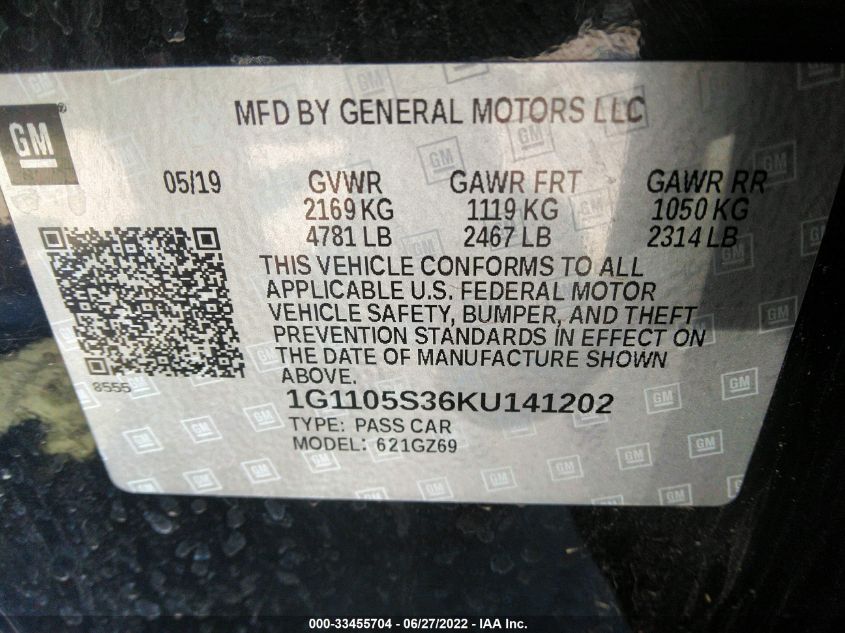 MFD BY GENERAL MOTORS LLC
GM
05/19 GVWR GAWR FRT GAWR RR
2169 KG 1119 KG 1050 KG
4781 LB 2467 LB 2314 LB
THIS VEHICLE CONFORMS TO ALL
APPLICABLE U.S. FEDERAL MOTOR
VEHICLE SAFETY, BUMPER, AND THEFT
PREVENTION STANDARDS IN EFFECT ON
THE DATE OF MANUFACTURE SHOWN
ABOVE.
8555
1G1105S36KU141202
TYPE: PASS CAR
MODEL: 621GZ69
000-33455704 - 06/27/2022 - IAA Inc.